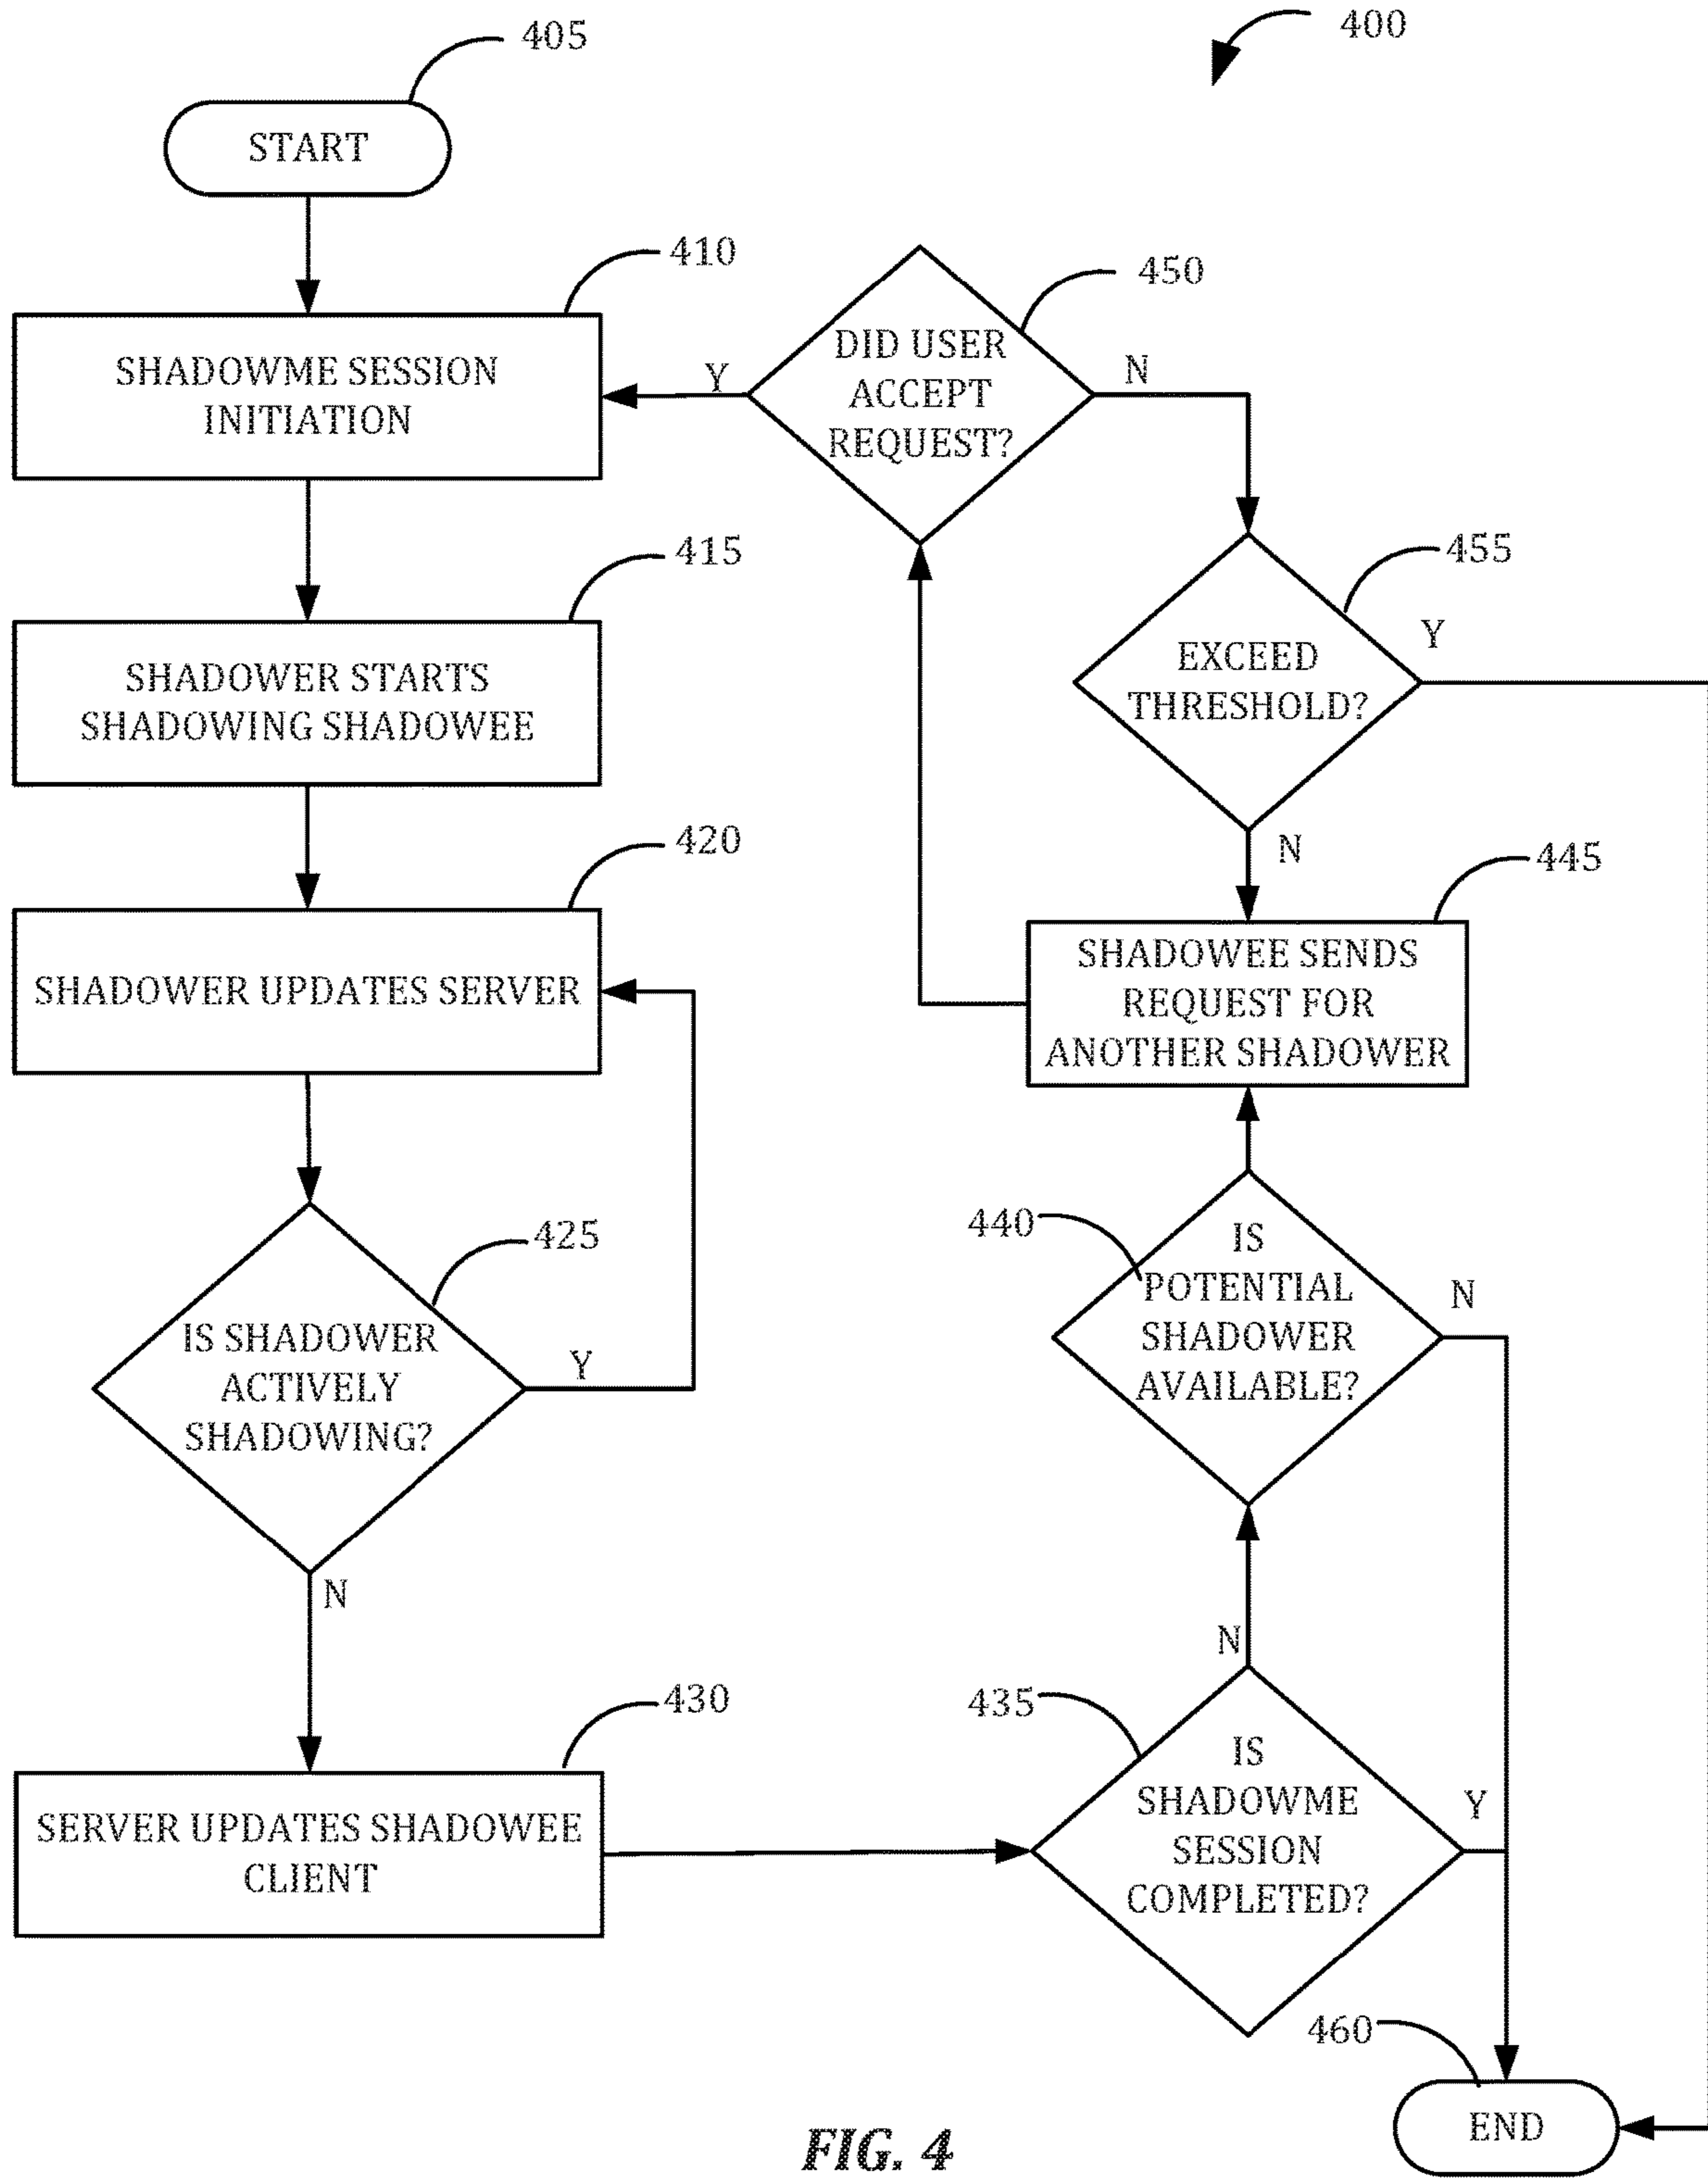 405
400
START
410
SHADOWME SESSION
INITIATION
450
DID USER
ACCEPT
REQUEST?
Y
N
415
SHADOWER STARTS
SHADOWING SHADOWEE
455
EXCEED
THRESHOLD?
Y
N
420
SHADOWER UPDATES SERVER
445
SHADOWEE SENDS
REQUEST FOR
ANOTHER SHADOWER
425
IS SHADOWER
ACTIVELY
SHADOWING?
Y
N
440
IS
POTENTIAL
SHADOWER
AVAILABLE?
N
430
SERVER UPDATES SHADOWEE
CLIENT
435
N
IS
SHADOWME
SESSION
COMPLETED?
Y
460
END
FIG. 4